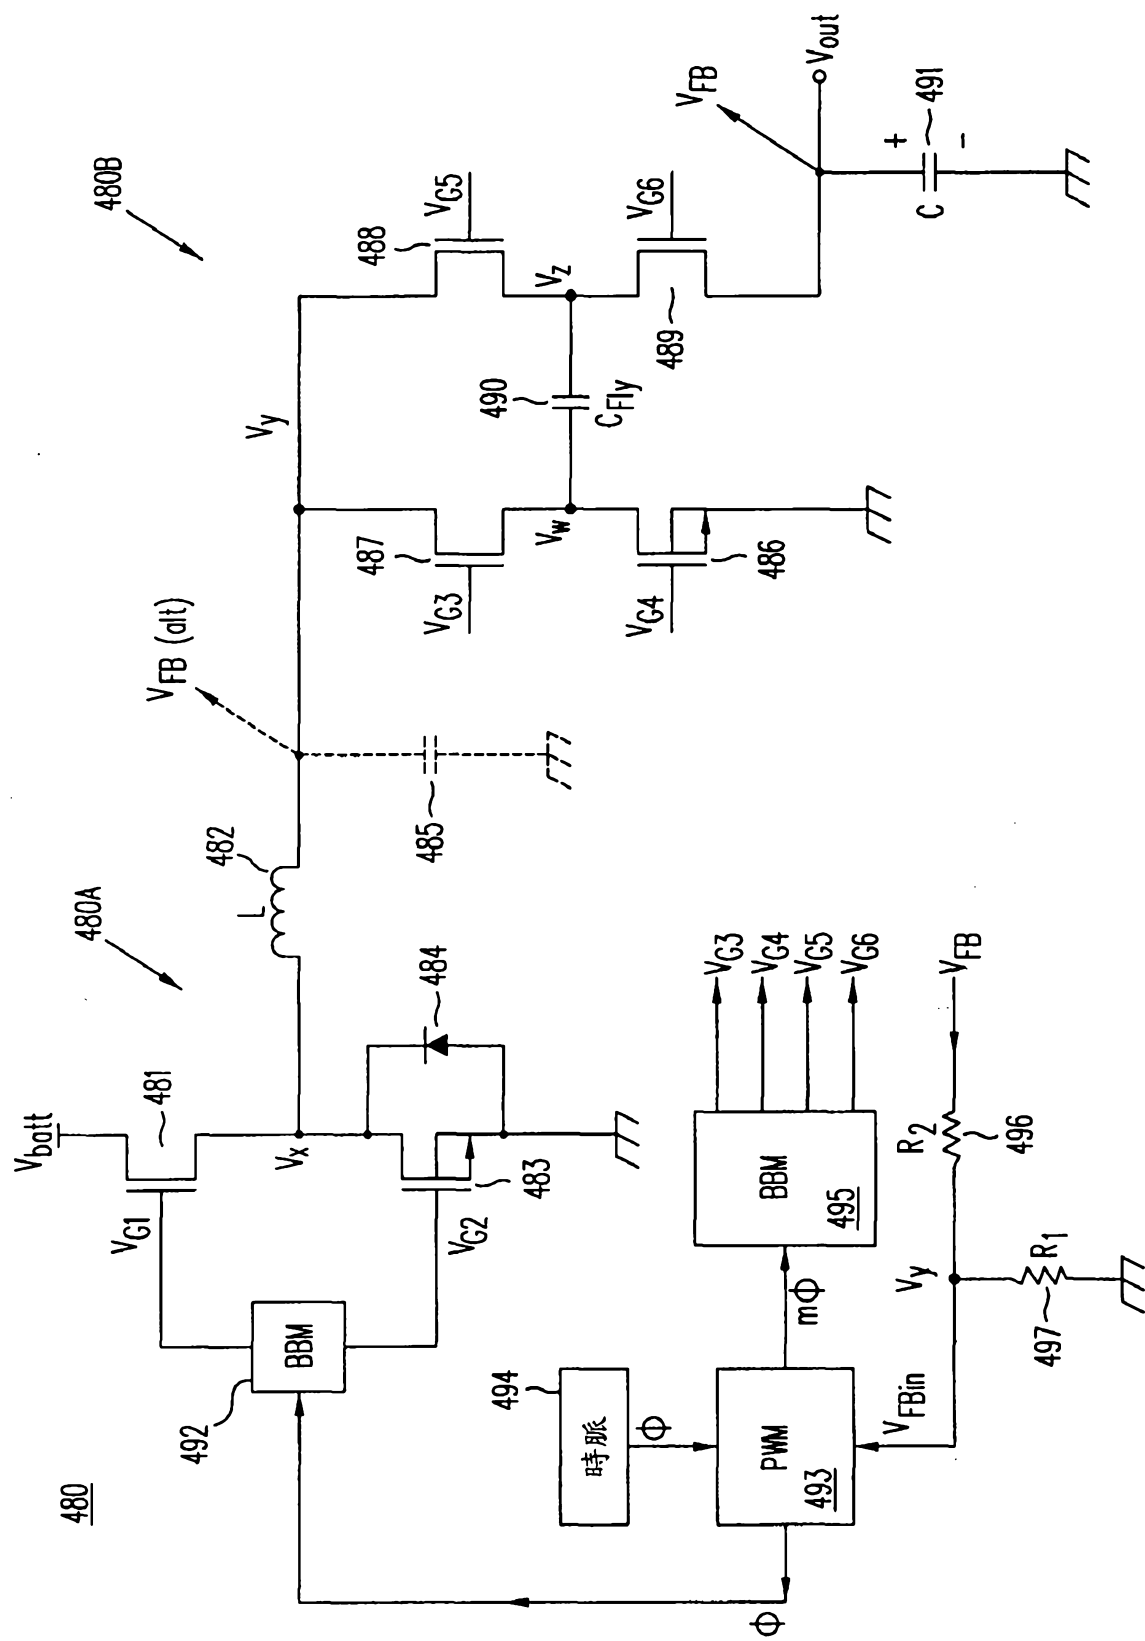 480
480A
480B
Vbatt
481
VG1
Vx
BBM
492
VG2
483
484
L
482
VFB (alt)
485
Vy
487
VG3
Vw
VG4
486
490
CFly
488
VG5
Vz
489
VG6
VFB
Vout
C
+
-
491
時脈
494
Φ
PWM
493
Φ
mΦ
BBM
495
VG3
VG4
VG5
VG6
VFB
R2
496
Vy
R1
497
VFBin